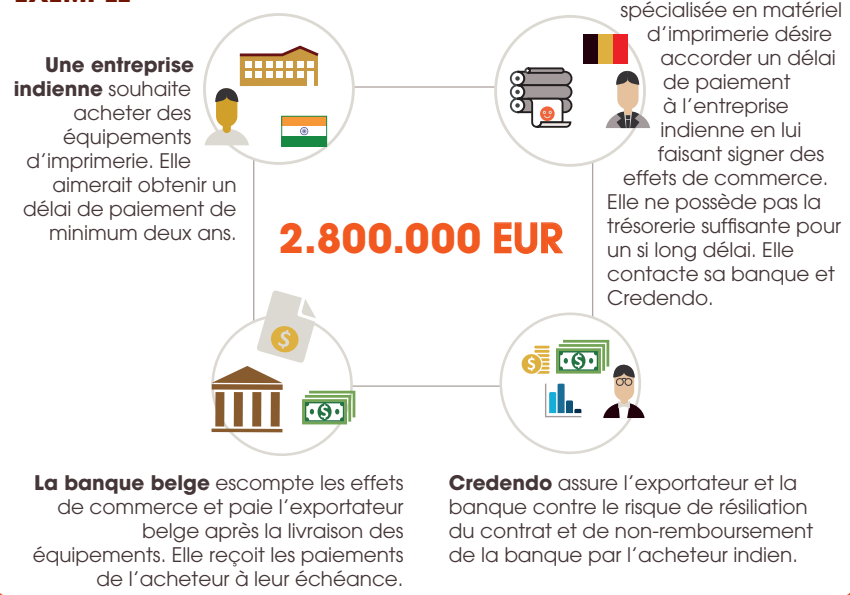 EXEMPLE
Une entreprise
indienne souhaite
acheter des
équipements
d’imprimerie. Elle
aimerait obtenir un
délai de paiement de
minimum deux ans.
spécialisée en matériel
d’imprimerie désire
accorder un délai
de paiement
à l’entreprise
indienne en lui
faisant signer des
effets de commerce.
Elle ne possède pas la
trésorerie suffisante pour
un si long délai. Elle
contacte sa banque et
Credendo.
2.800.000 EUR
La banque belge escompte les effets
de commerce et paie l’exportateur
belge après la livraison des
équipements. Elle reçoit les paiements
de l’acheteur à leur échéance.
Credendo assure l’exportateur et la
banque contre le risque de résiliation
du contrat et de non-remboursement
de la banque par l’acheteur indien.